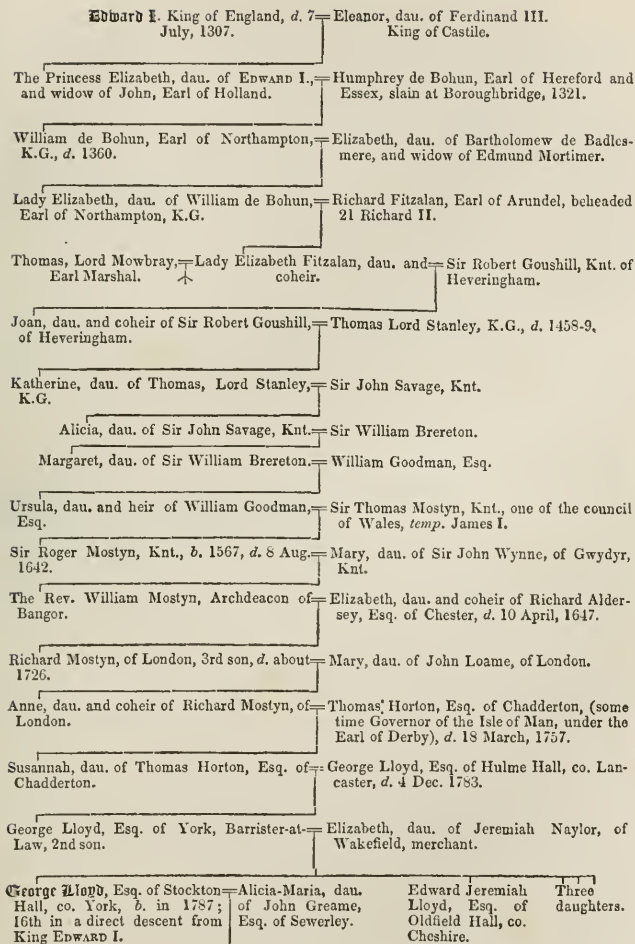 Edward I. King of England, d. 7 July, 1307.
Eleanor, dau. of Ferdinand III. King of Castile.
The Princess Elizabeth, dau. of EDWARD I., and widow of John, Earl of Holland.
Humphrey de Bohun, Earl of Hereford and Essex, slain at Boroughbridge, 1321.
William de Bohun, Earl of Northampton, K.G., d. 1360.
Elizabeth, dau. of Bartholomew de Badlesmere, and widow of Edmund Mortimer.
Lady Elizabeth, dau. of William de Bohun, Earl of Northampton, K.G.
Richard Fitzalan, Earl of Arundel, beheaded 21 Richard II.
Thomas, Lord Mowbray, Earl Marshal.
Lady Elizabeth Fitzalan, dau. and coheir.
Sir Robert Goushill, Knt. of Heveringham.
Joan, dau. and coheir of Sir Robert Goushill, of Heveringham.
Thomas Lord Stanley, K.G., d. 1458-9.
Katherine, dau. of Thomas, Lord Stanley, K.G.
Sir John Savage, Knt.
Alicia, dau. of Sir John Savage, Knt.
Sir William Brereton.
Margaret, dau. of Sir William Brereton.
William Goodman, Esq.
Ursula, dau. and heir of William Goodman, Esq.
Sir Thomas Mostyn, Knt., one of the council of Wales, temp. James I.
Sir Roger Mostyn, Knt., b. 1567, d. 8 Aug. 1642.
Mary, dau. of Sir John Wynne, of Gwydyr, Knt.
The Rev. William Mostyn, Archdeacon of Bangor.
Elizabeth, dau. and coheir of Richard Aldersey, Esq. of Chester, d. 10 April, 1647.
Richard Mostyn, of London, 3rd son, d. about 1726.
Mary, dau. of John Loame, of London.
Anne, dau. and coheir of Richard Mostyn, of London.
Thomas Horton, Esq. of Chadderton, (some time Governor of the Isle of Man, under the Earl of Derby), d. 18 March, 1757.
Susannah, dau. of Thomas Horton, Esq. of Chadderton.
George Lloyd, Esq. of Hulme Hall, co. Lancaster, d. 4 Dec. 1783.
George Lloyd, Esq. of York, Barrister-at-Law, 2nd son.
Elizabeth, dau. of Jeremiah Naylor, of Wakefield, merchant.
George Lloyd, Esq. of Stockton Hall, co. York, b. in 1787; 16th in a direct descent from King EDWARD I.
Alicia-Maria, dau. of John Greame, Esq. of Sewerley.
Edward Jeremiah Lloyd, Esq. of Oldfield Hall, co. Cheshire.
Three daughters.